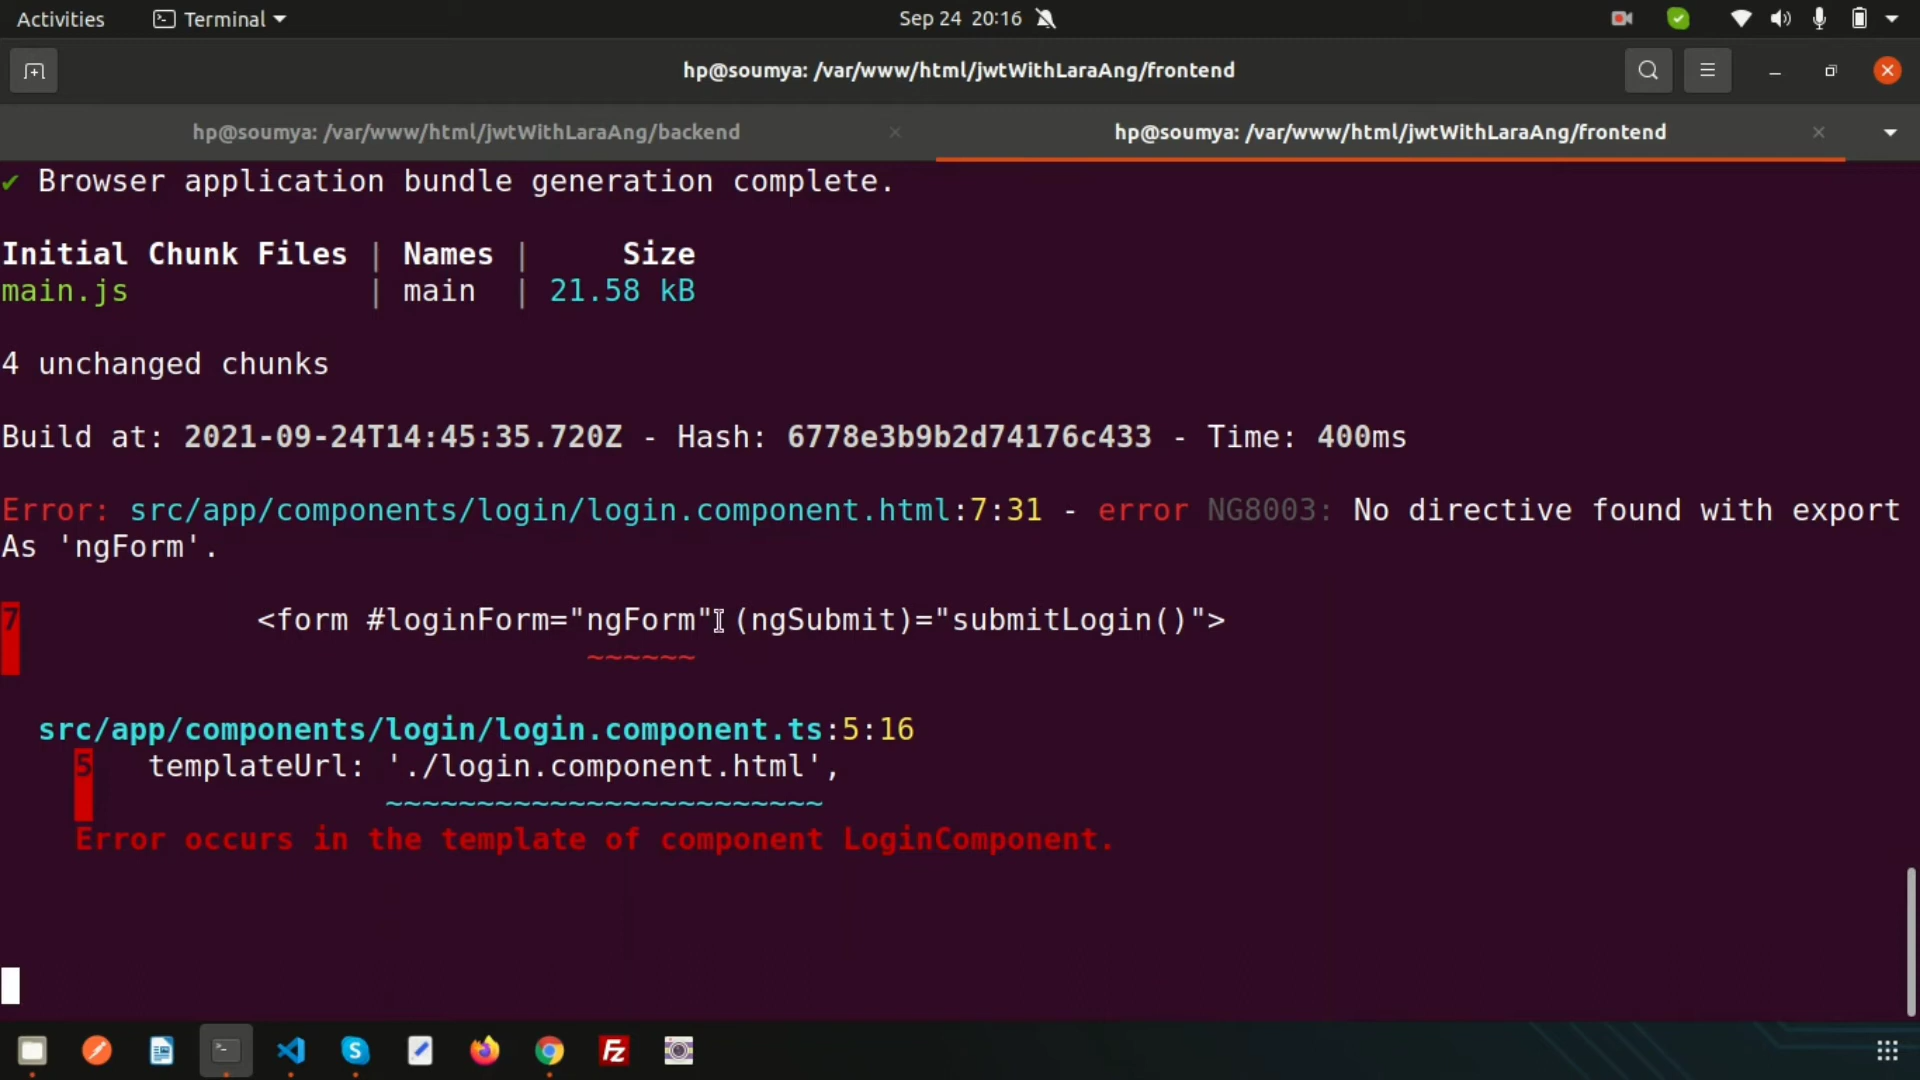 Activities Terminal Sep 24 20:16
hp@soumya: /var/www/html/jwtWithLaraAng/frontend
hp@soumya: /var/www/html/jwtWithLaraAng/backend hp@soumya: /var/www/html/jwtWithLaraAng/frontend
✔ Browser application bundle generation complete.
Initial Chunk Files | Names | Size
main.js | main | 21.58 kB
4 unchanged chunks
Build at: 2021-09-24T14:45:35.720Z - Hash: 6778e3b9b2d74176c433 - Time: 400ms
Error: src/app/components/login/login.component.html:7:31 - error NG8003: No directive found with export
As 'ngForm'.
7 <form #loginForm="ngForm" (ngSubmit)="submitLogin()">
~~~~~~
src/app/components/login/login.component.ts:5:16
5 templateUrl: './login.component.html',
~~~~~~~~~~~~~~~~~~~~~~~~
Error occurs in the template of component LoginComponent.